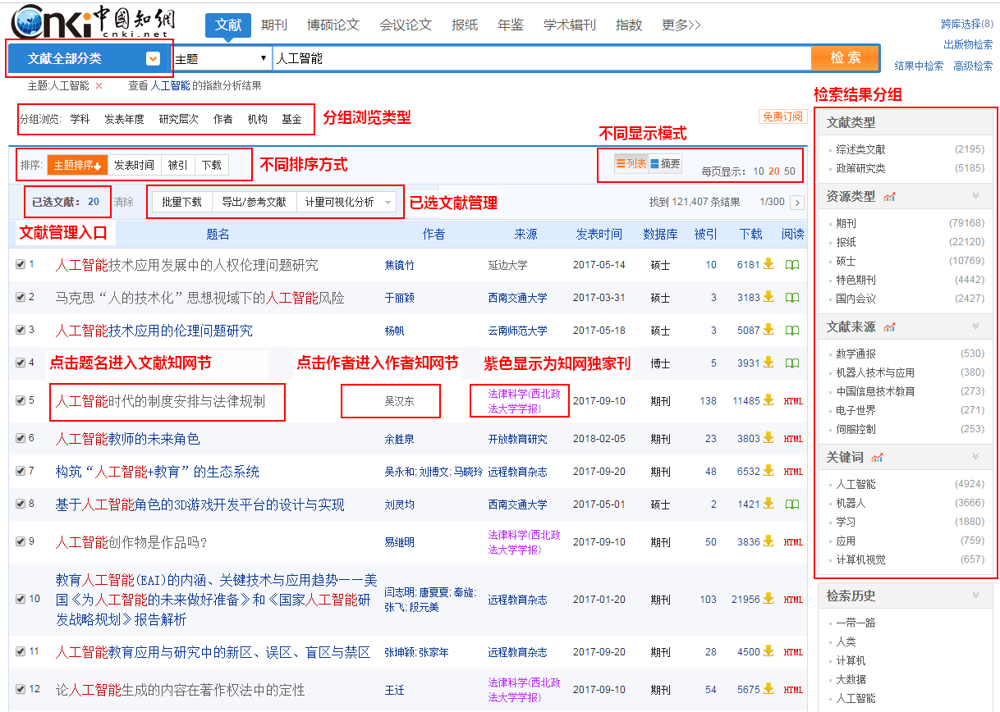 Cnki 中國知網
cnki.net
文献 期刊 博硕论文 会议论文 报纸 年鉴 学术辑刊 指数 更多>>
跨库选择(8)
出版物检索
文献全部分类 主题 人工智能 检 索
结果中检索 高级检索
主题:人工智能 × 查看 人工智能 的指数分析结果
分组浏览: 学科 发表年度 研究层次 作者 机构 基金
分组浏览类型
免费订阅
不同显示模式
排序: 主题排序 发表时间 被引 下载
不同排序方式
列表 摘要 每页显示: 10 20 50
已选文献: 20 清除 批量下载 导出/参考文献 计量可视化分析
已选文献管理
找到 121,407 条结果 1/300 >
文献管理入口
题名 作者 来源 发表时间 数据库 被引 下载 阅读
1 人工智能技术应用发展中的人权伦理问题研究 焦镜竹 延边大学 2017-05-14 硕士 10 6181
2 马克思“人的技术化”思想视域下的人工智能风险 于丽颖 西南交通大学 2017-03-31 硕士 3 3183
3 人工智能技术应用的伦理问题研究 杨帆 云南师范大学 2017-05-18 硕士 3 5087
4 点击题名进入文献知网节 点击作者进入作者知网节 紫色显示为知网独家刊 博士 5 3931
5 人工智能时代的制度安排与法律规制 吴汉东 法律科学(西北政
法大学学报) 2017-09-10 期刊 138 11485 HTML
6 人工智能教师的未来角色 余胜泉 开放教育研究 2018-02-05 期刊 23 3803 HTML
7 构筑“人工智能+教育”的生态系统 吴永和; 刘博文; 马晓玲 远程教育杂志 2017-09-20 期刊 48 6532 HTML
8 基于人工智能角色的3D游戏开发平台的设计与实现 刘灵均 西南交通大学 2017-05-01 硕士 2 1421
9 人工智能创作物是作品吗? 易继明 法律科学(西北政
法大学学报) 2017-09-10 期刊 50 3836 HTML
10 教育人工智能(EAI)的内涵、关键技术与应用趋势——美
国《为人工智能的未来做好准备》和《国家人工智能研
发战略规划》报告解析
闫志明; 唐夏夏; 秦旋;
张飞; 段元美
远程教育杂志 2017-01-20 期刊 103 21956 HTML
11 人工智能教育应用与研究中的新区、误区、盲区与禁区 张坤颖; 张家年 远程教育杂志 2017-09-20 期刊 28 4500 HTML
12 论人工智能生成的内容在著作权法中的定性 王迁 法律科学(西北政
法大学学报) 2017-09-10 期刊 54 5675 HTML
检索结果分组
文献类型
综述类文献 (2195)
政策研究类 (5185)
资源类型
期刊 (79168)
报纸 (22120)
硕士 (10769)
特色期刊 (4442)
国内会议 (2427)
文献来源
数学通报 (530)
机器人技术与应用 (380)
中国信息技术教育 (273)
电子世界 (271)
伺服控制 (253)
关键词
人工智能 (4924)
机器人 (3666)
学习 (1880)
应用 (759)
计算机视觉 (657)
检索历史
一带一路
人类
计算机
大数据
人工智能